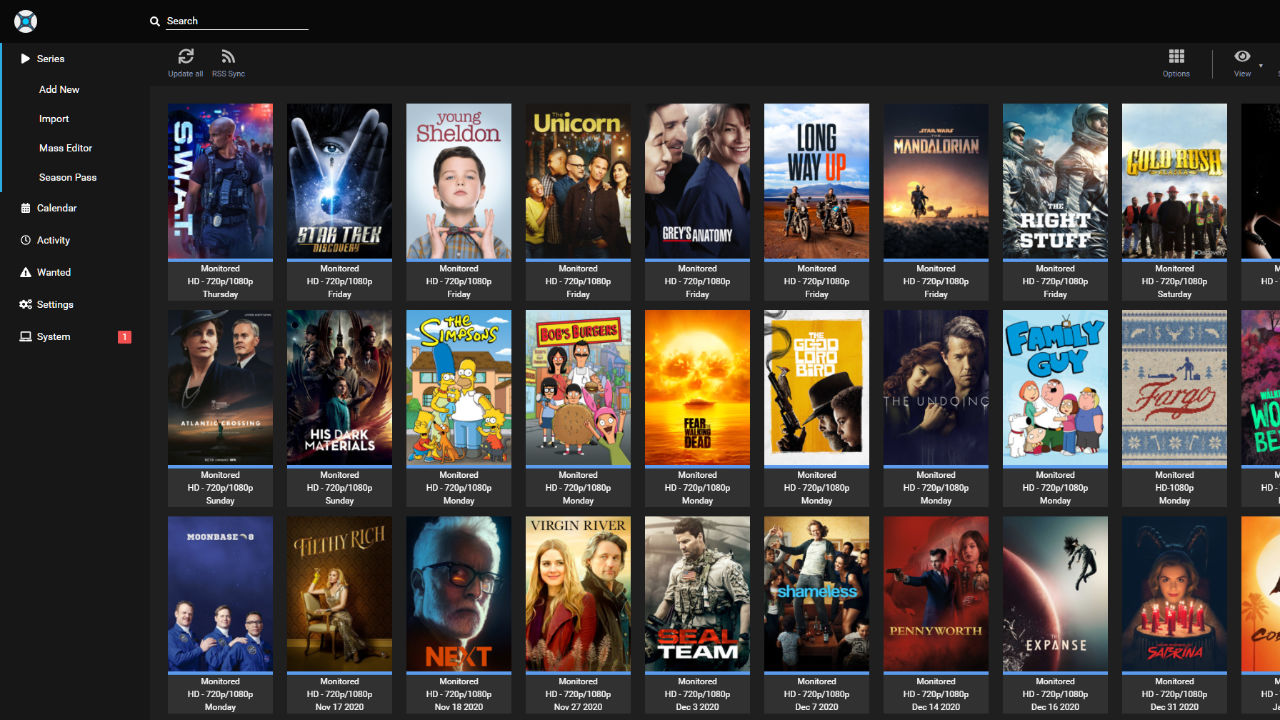 Search
Series
Add New
Import
Mass Editor
Season Pass
Calendar
Activity
Wanted
Settings
System
1
Update all
RSS Sync
Options
View
S.W.A.T.
Monitored
HD - 720p/1080p
Thursday
STAR TREK
DISCOVERY
Monitored
HD - 720p/1080p
Friday
young
Sheldon
Monitored
HD - 720p/1080p
Friday
The
Unicorn
Monitored
HD - 720p/1080p
Friday
GREY'S ANATOMY
Monitored
HD - 720p/1080p
Friday
LONG
WAY UP
Monitored
HD - 720p/1080p
Friday
STAR WARS
THE
MANDALORIAN
Monitored
HD - 720p/1080p
Friday
THE
RIGHT
STUFF
Monitored
HD - 720p/1080p
Friday
GOLD RUSH
ALASKA
Discovery
Monitored
HD - 720p/1080p
Saturday
HD -
ATLANTIC CROSSING
Monitored
HD - 720p/1080p
Sunday
HIS DARK
MATERIALS
Monitored
HD - 720p/1080p
Sunday
THE
SIMPSONS
Monitored
HD - 720p/1080p
Monday
BOB'S BURGERS
Monitored
HD - 720p/1080p
Monday
FEAR
THE
WALKING
DEAD
Monitored
HD - 720p/1080p
Monday
THE
GOOD
LORD
BIRD
Monitored
HD - 720p/1080p
Monday
THE UNDOING
Monitored
HD - 720p/1080p
Monday
FAMILY
GUY
Monitored
HD - 720p/1080p
Monday
Fargo
Monitored
HD-1080p
Monday
HD -
MOONBASE 8
Monitored
HD - 720p/1080p
Monday
FILTHY RICH
Monitored
HD - 720p/1080p
Nov 17 2020
NEXT
Monitored
HD - 720p/1080p
Nov 18 2020
VIRGIN RIVER
Monitored
HD - 720p/1080p
Nov 27 2020
SEAL
TEAM
Monitored
HD - 720p/1080p
Dec 3 2020
shameless
Monitored
HD - 720p/1080p
Dec 7 2020
PENNYWORTH
Monitored
HD - 720p/1080p
Dec 14 2020
THE
EXPANSE
Monitored
HD - 720p/1080p
Dec 16 2020
SABRINA
Monitored
HD - 720p/1080p
Dec 31 2020
HD -